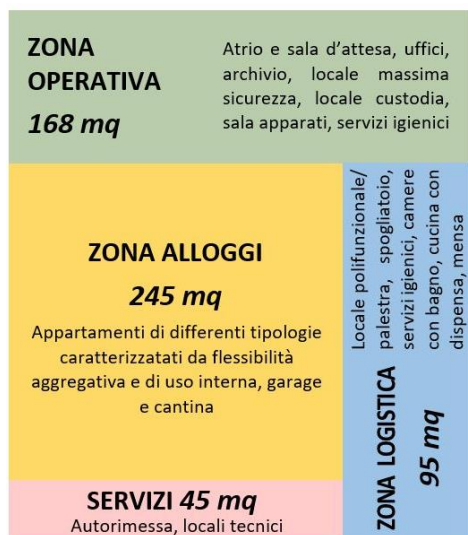 ZONA
OPERATIVA
168 mq
Atrio e sala d'attesa, uffici,
archivio, locale massima
sicurezza, locale custodia,
sala apparati, servizi igienici
ZONA ALLOGGI
245 mq
Appartamenti di differenti tipologie
caratterizzatati da flessibilità
aggregativa e di uso interna, garage
e cantina
ZONA LOGISTICA
95 mq
Locale polifunzionale/
palestra, spogliatoio,
servizi igienici, camere
con bagno, cucina con
dispensa, mensa
SERVIZI 45 mq
Autorimessa, locali tecnici